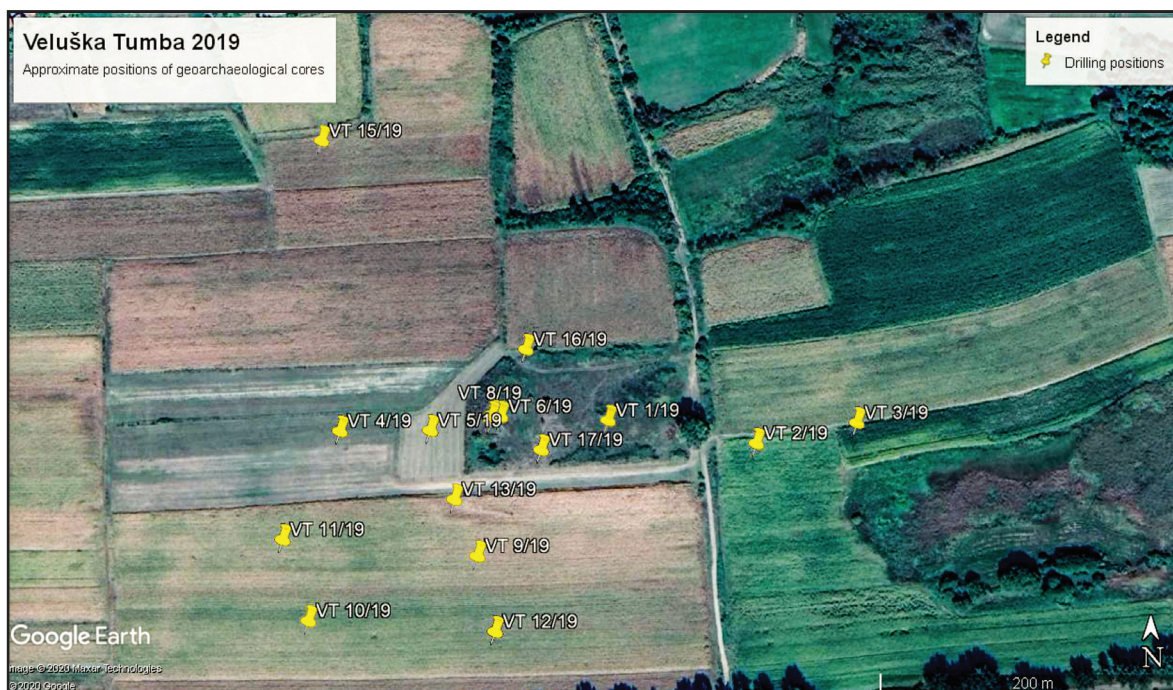 Veluška Tumba 2019
Approximate positions of geoarchaeological cores
Legend
Drilling positions
VT 15/19
VT 16/19
VT 8/19
VT 6/19
VT 1/19
VT 3/19
VT 4/19
VT 5/19
VT 2/19
VT 17/19
VT 13/19
VT 11/19
VT 9/19
VT 10/19
VT 12/19
Google Earth
Image © 2020 Maxar Technologies
© 2020 Google
200 m
N